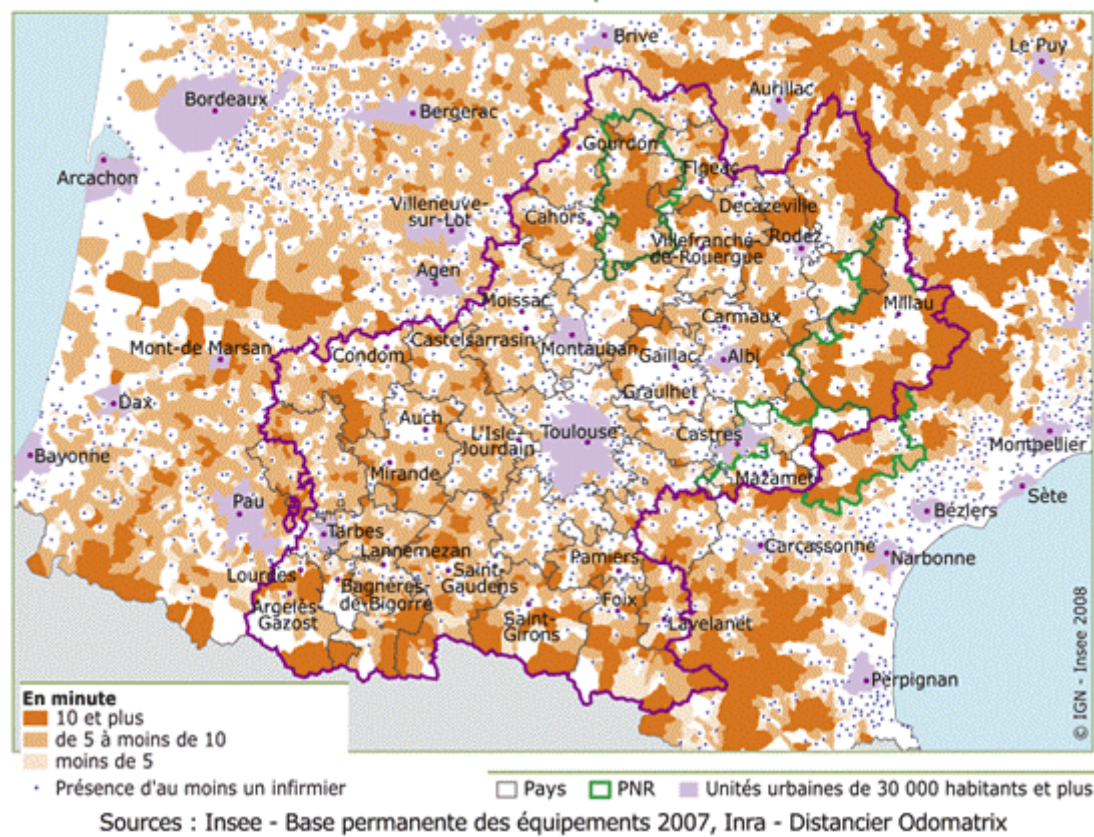 Brive
Le Puy
Aurillac
Bordeaux
Bergerac
Gourdon
Arcachon
Figeac
Villeneuve-
sur-Lot
Decazeville
Cahors
Villefranche-
de-Rouergue
Rodez
Agen
Moissac
Millau
Carmaux
Castelsarrasin
Mont-de Marsan
Condom
Montauban
Gaillac
Albi
Graulhet
Dax
Auch
L'Isle-
Jourdain
Toulouse
Castres
Montpellier
Bayonne
Mirande
Mazamet
Sète
Pau
Béziers
Tarbes
Lannemezan
Pamiers
Carcassonne
Narbonne
Lourdes
Bagnères-
de-Bigorre
Saint-
Gaudens
Argelès-
Gazost
Foix
Saint-
Girons
Lavelanet
Perpignan
© IGN - Insee 2008
En minute
10 et plus
de 5 à moins de 10
moins de 5
Présence d'au moins un infirmier
Pays PNR Unités urbaines de 30 000 habitants et plus
Sources : Insee - Base permanente des équipements 2007, Inra - Distancier Odomatrix